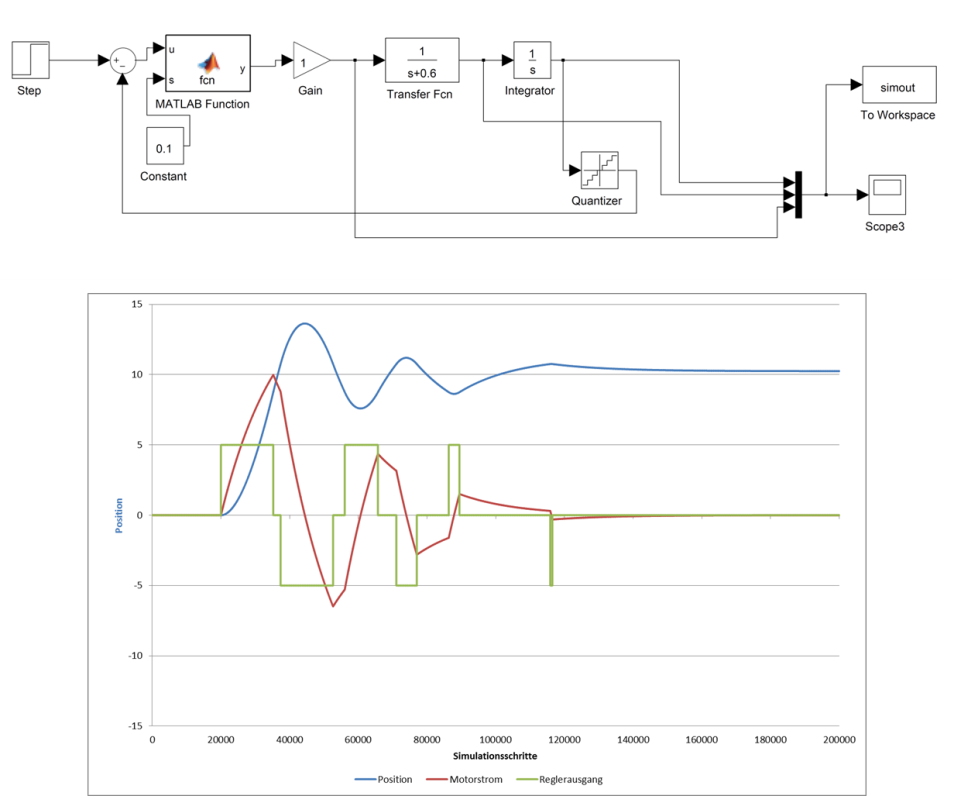 Step
+
−
u
s
fcn
y
MATLAB Function
0.1
Constant
1
Gain
1
s+0.6
Transfer Fcn
1
s
Integrator
Quantizer
simout
To Workspace
Scope3
15
10
5
0
-5
-10
-15
Position
0 20000 40000 60000 80000 100000 120000 140000 160000 180000 200000
Simulationsschritte
Position Motorstrom Reglerausgang